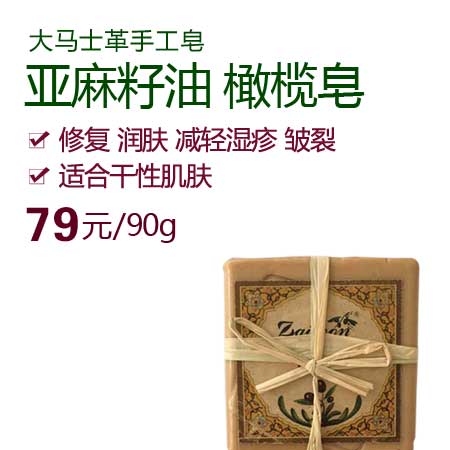 大马士革手工皂
亚麻籽油 橄榄皂
修复 润肤 减轻湿疹 皱裂
适合干性肌肤
79元/90g